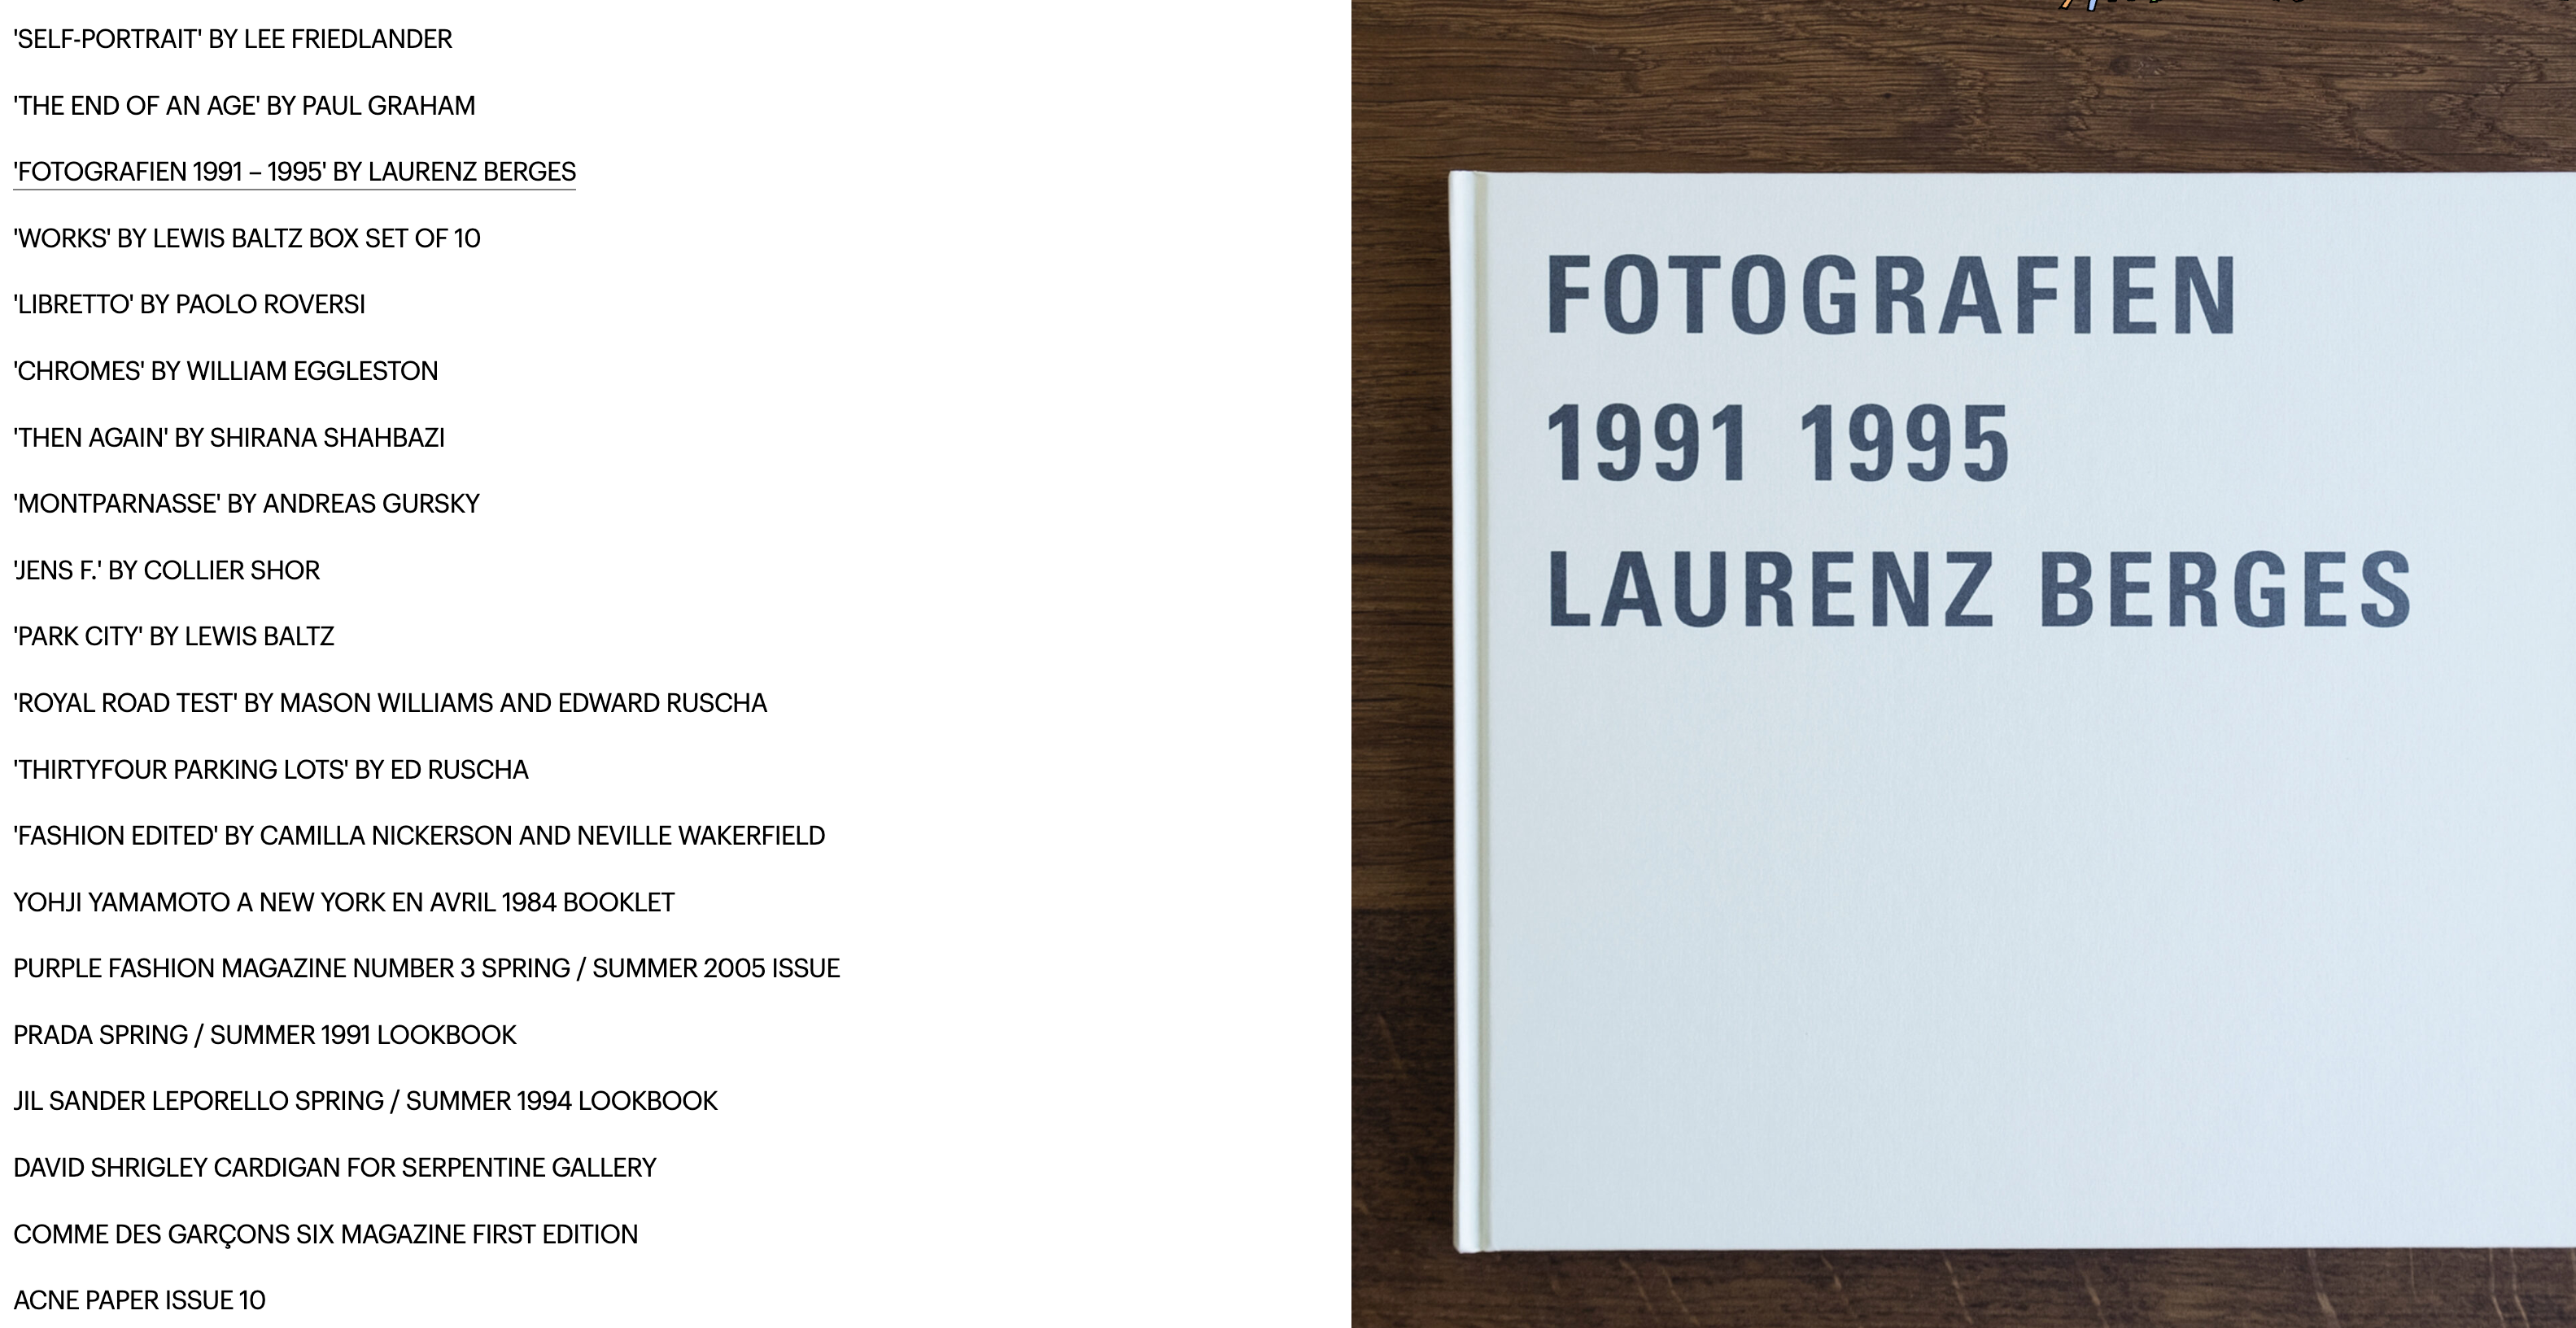 'SELF-PORTRAIT' BY LEE FRIEDLANDER
'THE END OF AN AGE' BY PAUL GRAHAM
'FOTOGRAFIEN 1991 – 1995' BY LAURENZ BERGES
'WORKS' BY LEWIS BALTZ BOX SET OF 10
'LIBRETTO' BY PAOLO ROVERSI
'CHROMES' BY WILLIAM EGGLESTON
'THEN AGAIN' BY SHIRANA SHAHBAZI
'MONTPARNASSE' BY ANDREAS GURSKY
'JENS F.' BY COLLIER SHOR
'PARK CITY' BY LEWIS BALTZ
'ROYAL ROAD TEST' BY MASON WILLIAMS AND EDWARD RUSCHA
'THIRTYFOUR PARKING LOTS' BY ED RUSCHA
'FASHION EDITED' BY CAMILLA NICKERSON AND NEVILLE WAKERFIELD
YOHJI YAMAMOTO A NEW YORK EN AVRIL 1984 BOOKLET
PURPLE FASHION MAGAZINE NUMBER 3 SPRING / SUMMER 2005 ISSUE
PRADA SPRING / SUMMER 1991 LOOKBOOK
JIL SANDER LEPORELLO SPRING / SUMMER 1994 LOOKBOOK
DAVID SHRIGLEY CARDIGAN FOR SERPENTINE GALLERY
COMME DES GARÇONS SIX MAGAZINE FIRST EDITION
ACNE PAPER ISSUE 10
FOTOGRAFIEN
1991 1995
LAURENZ BERGES